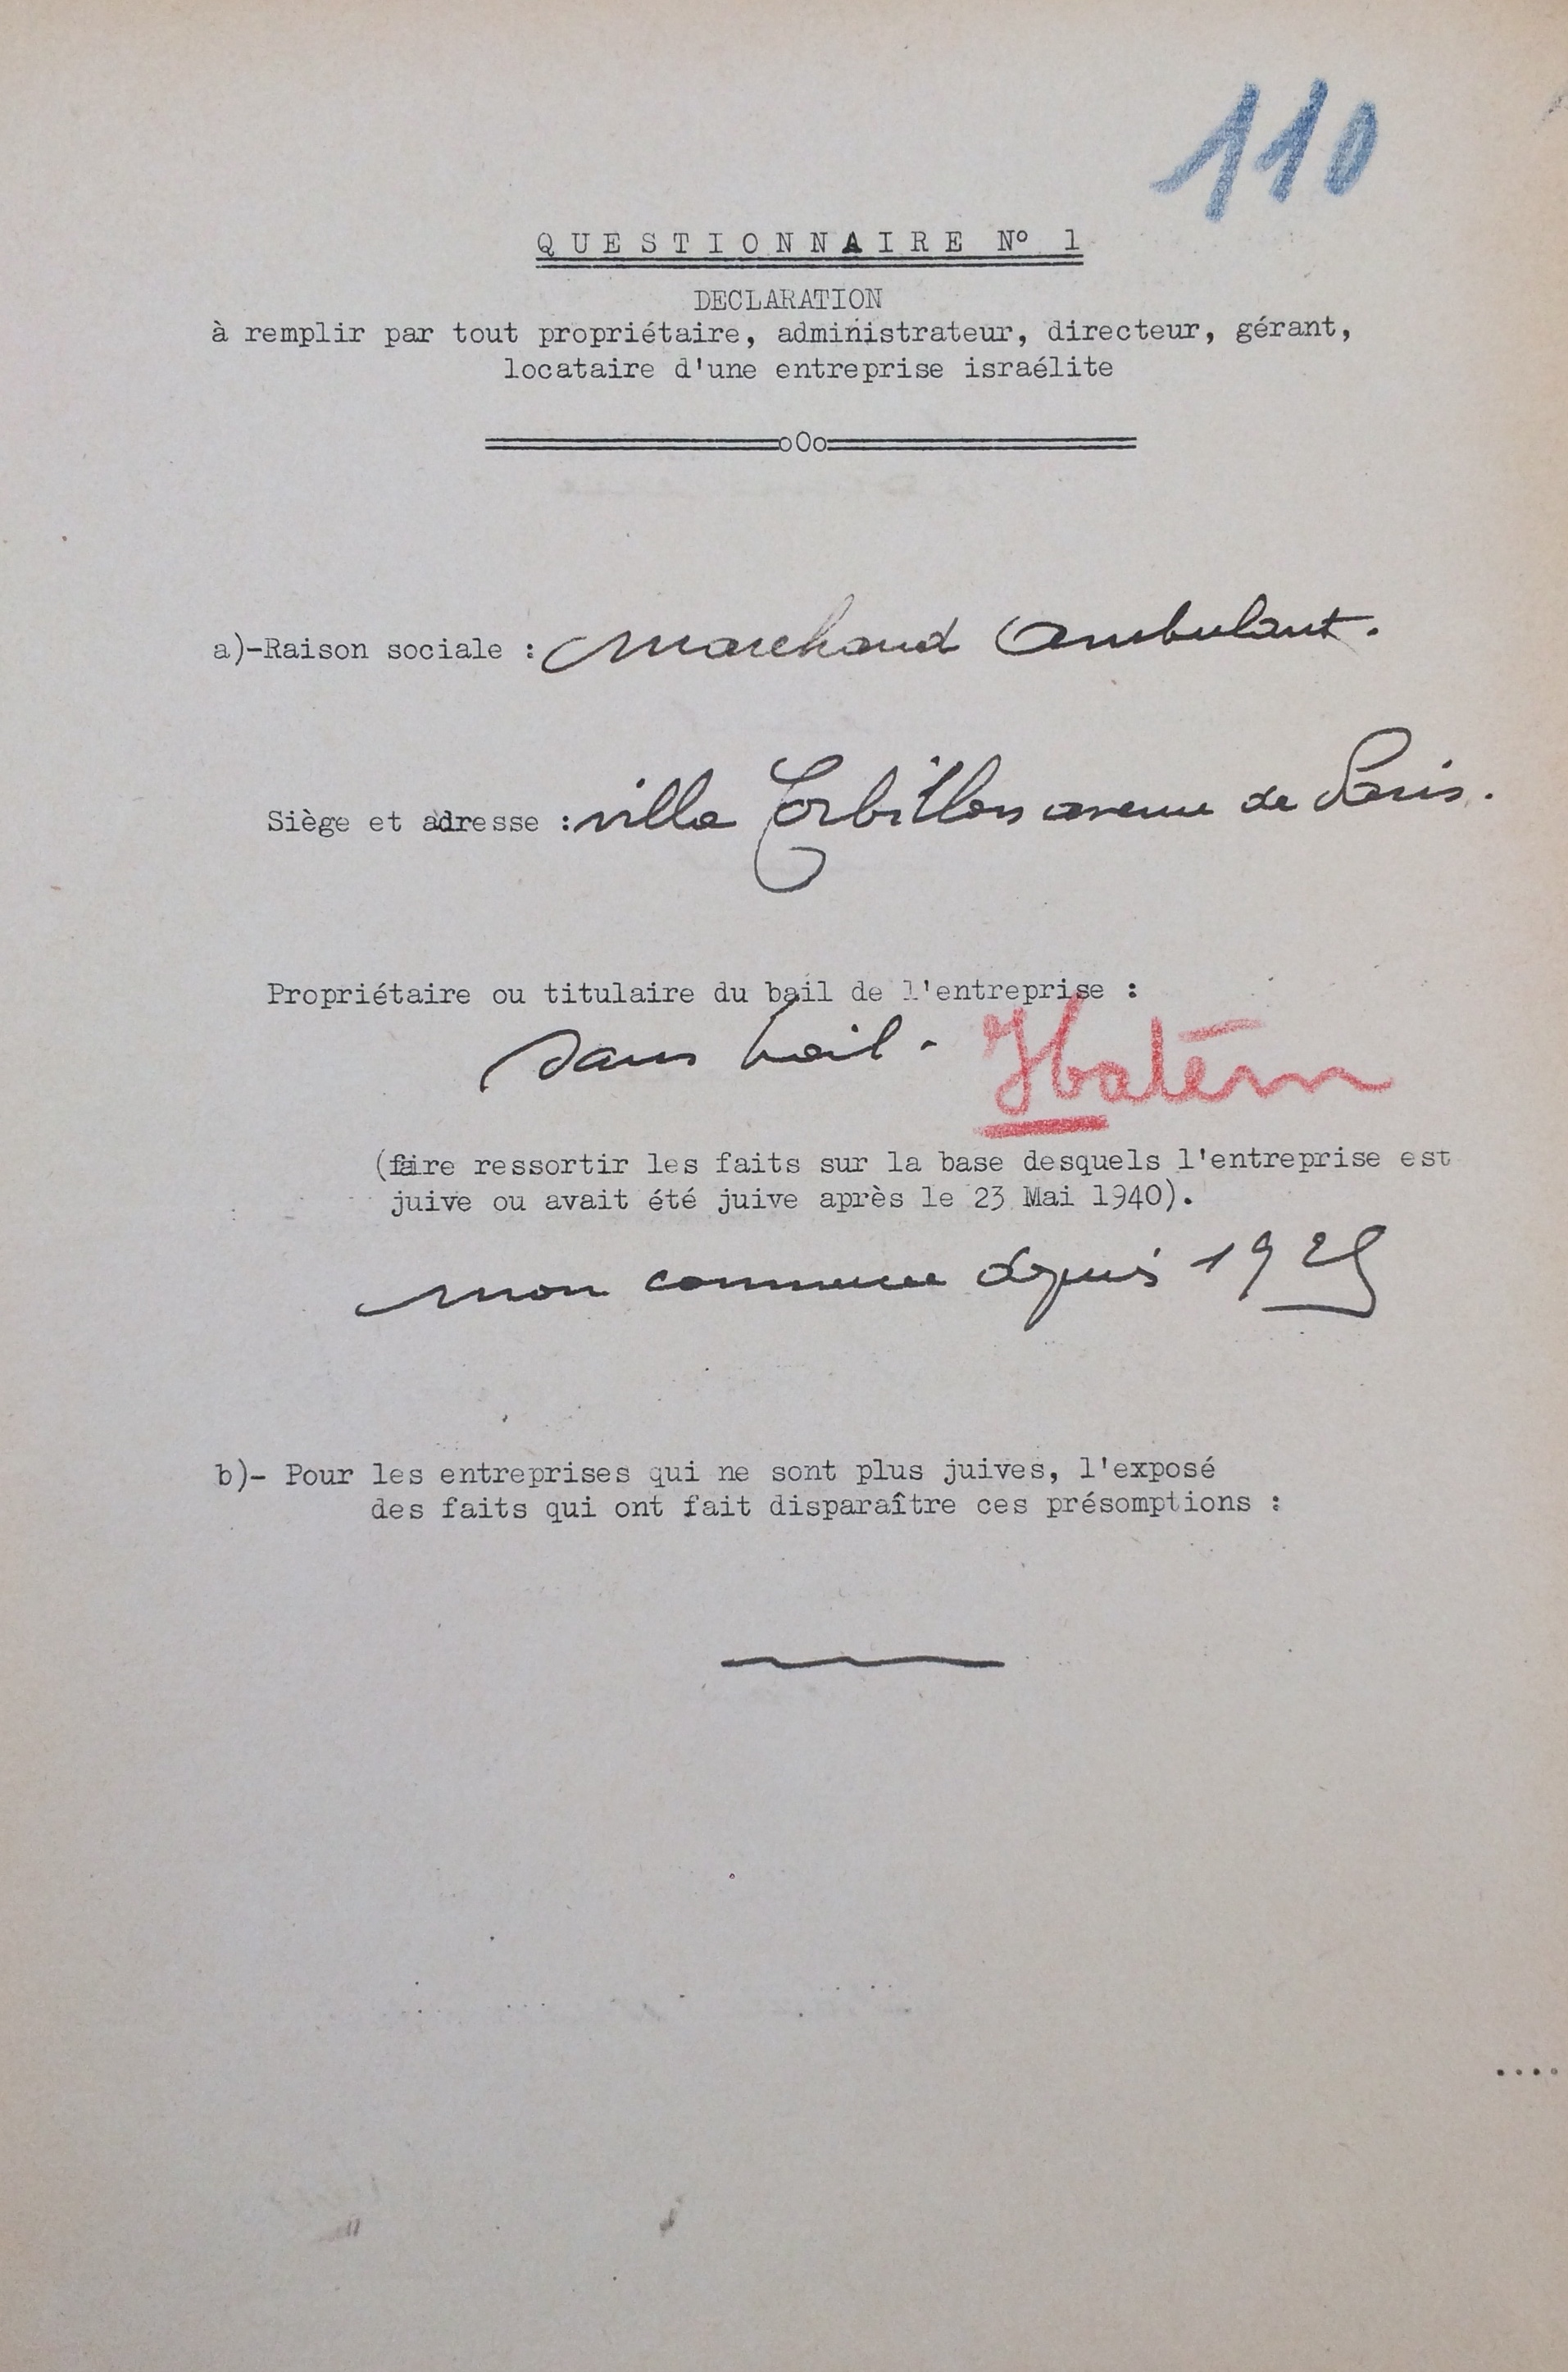 110
QUESTIONNAIRE Nº 1
DECLARATION
à remplir par tout propriétaire, administrateur, directeur, gérant,
locataire d'une entreprise israélite
oOo
a)-Raison sociale : Marchand Ambulant.
Siège et adresse : villa avenue de Paris.
Propriétaire ou titulaire du bail de l'entreprise :
sans bail -
(faire ressortir les faits sur la base desquels l'entreprise est
juive ou avait été juive après le 23 Mai 1940).
mon commerce depuis 1925
b)- Pour les entreprises qui ne sont plus juives, l'exposé
des faits qui ont fait disparaître ces présomptions :
....